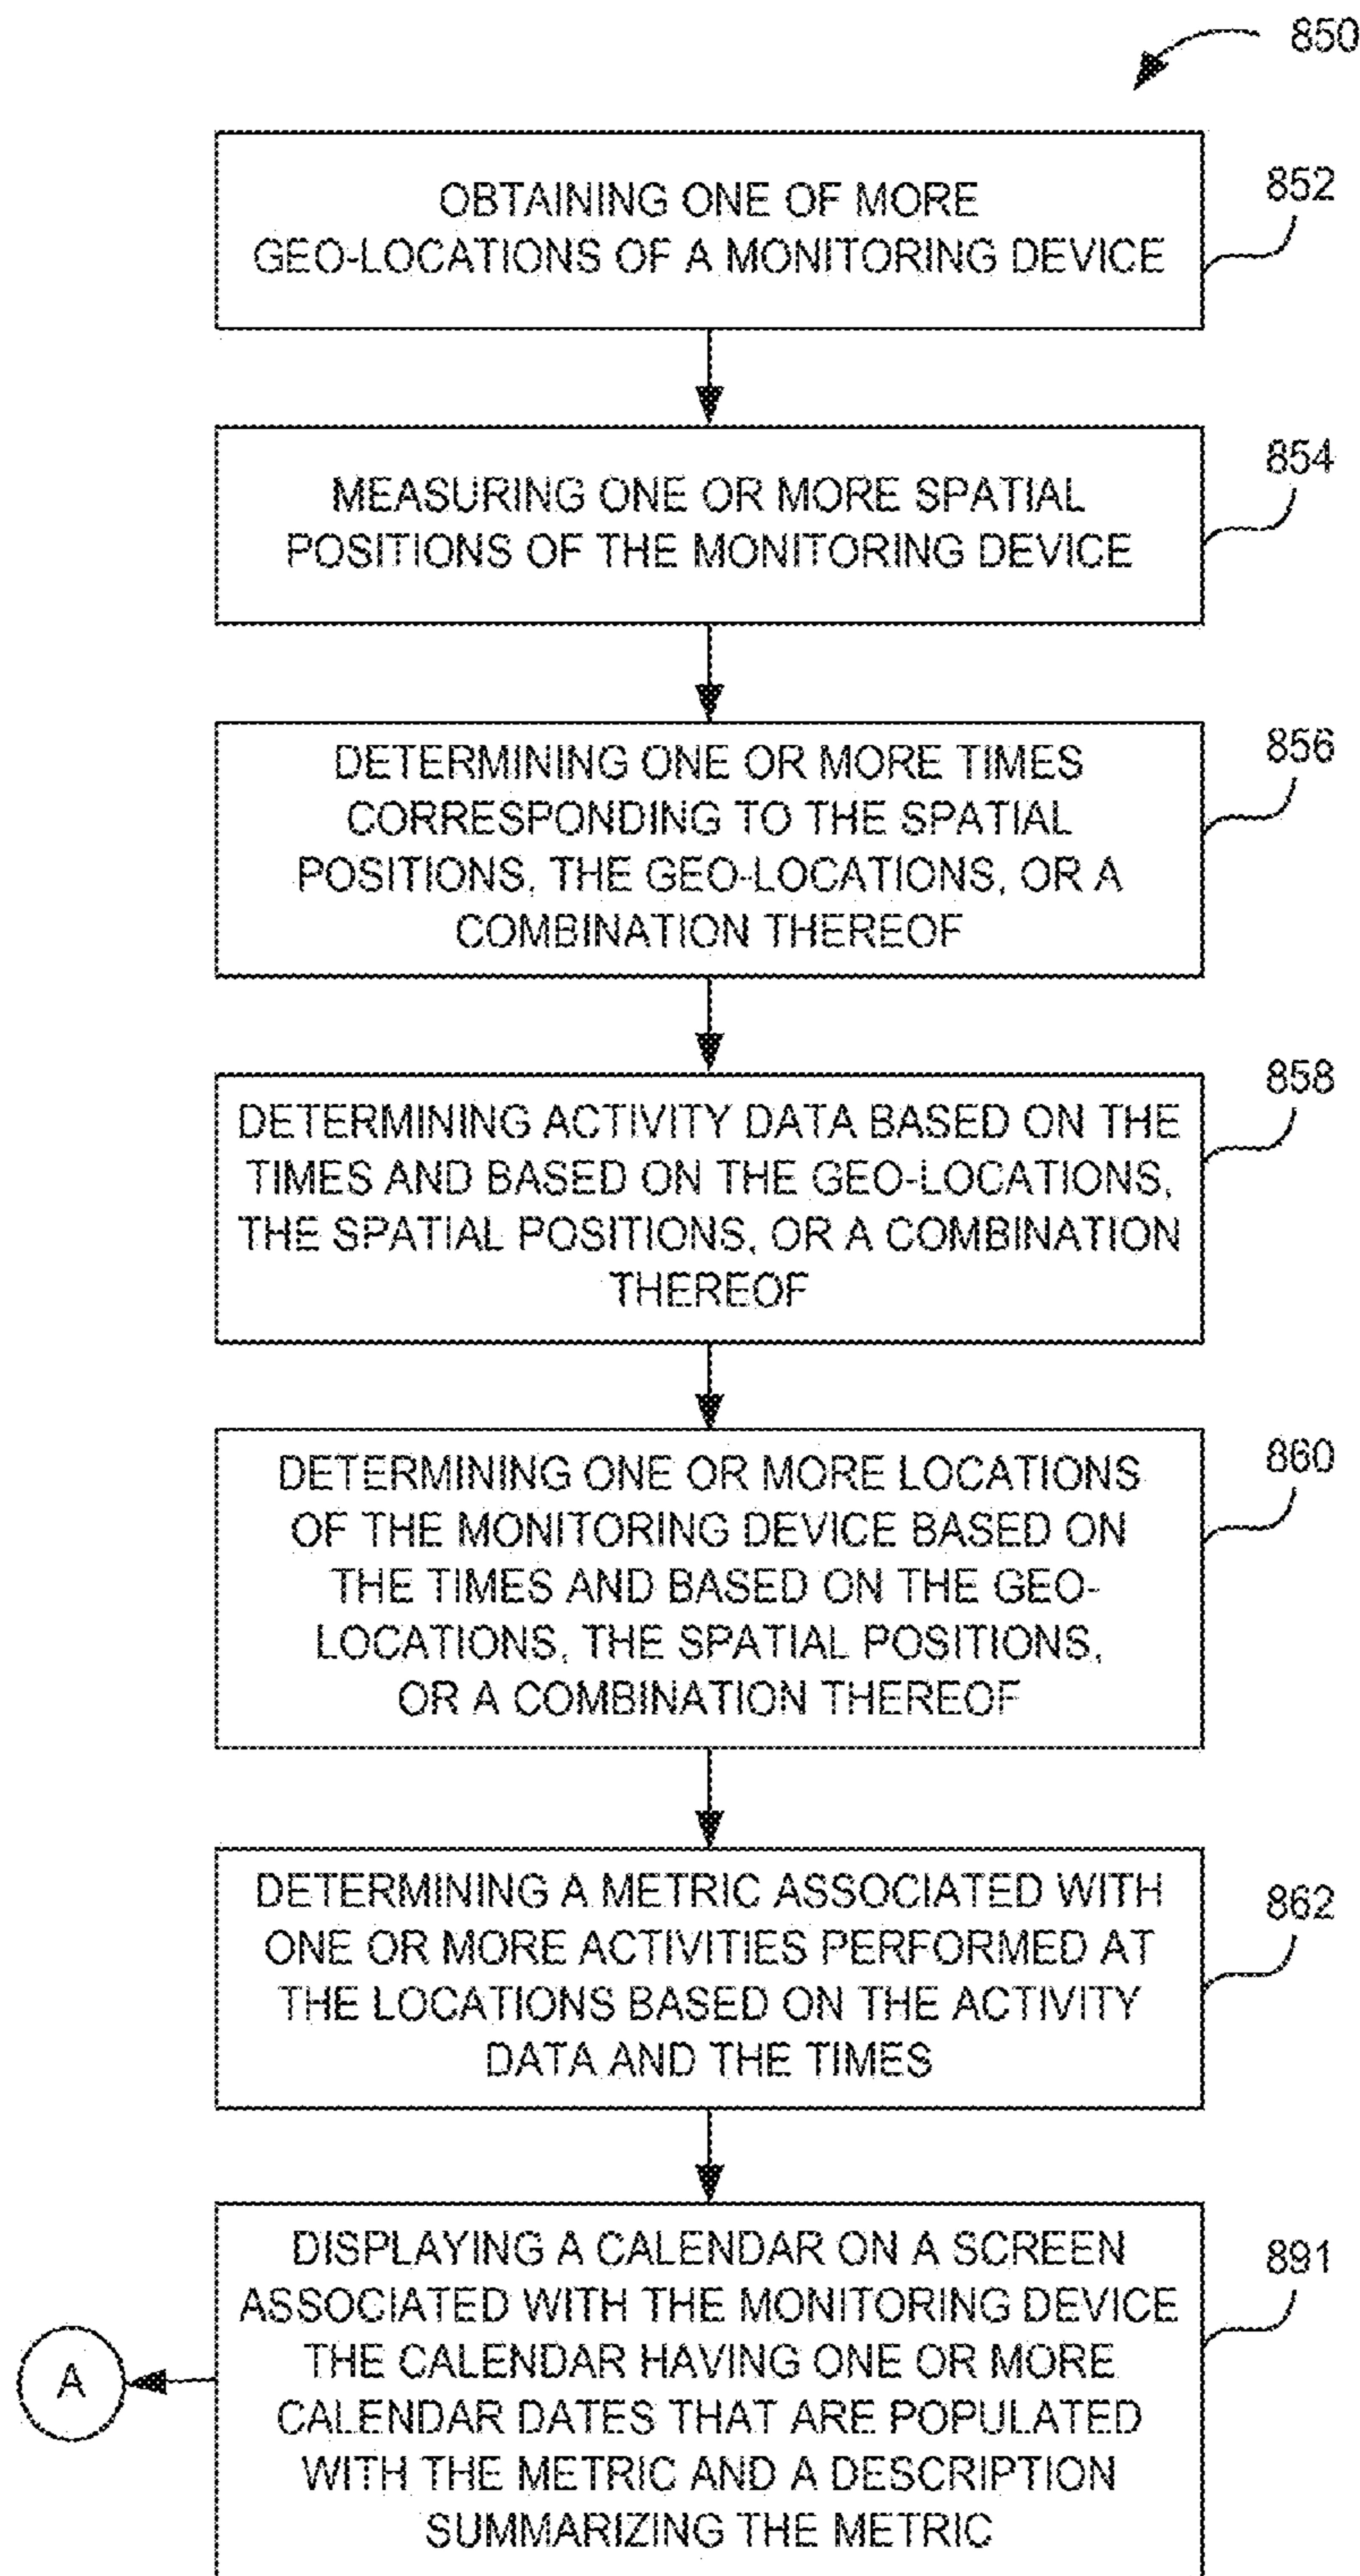 850
OBTAINING ONE OF MORE
GEO-LOCATIONS OF A MONITORING DEVICE
852
MEASURING ONE OR MORE SPATIAL
POSITIONS OF THE MONITORING DEVICE
854
DETERMINING ONE OR MORE TIMES
CORRESPONDING TO THE SPATIAL
POSITIONS, THE GEO-LOCATIONS, OR A
COMBINATION THEREOF
856
DETERMINING ACTIVITY DATA BASED ON THE
TIMES AND BASED ON THE GEO-LOCATIONS,
THE SPATIAL POSITIONS, OR A COMBINATION
THEREOF
858
DETERMINING ONE OR MORE LOCATIONS
OF THE MONITORING DEVICE BASED ON
THE TIMES AND BASED ON THE GEO-
LOCATIONS, THE SPATIAL POSITIONS,
OR A COMBINATION THEREOF
860
DETERMINING A METRIC ASSOCIATED WITH
ONE OR MORE ACTIVITIES PERFORMED AT
THE LOCATIONS BASED ON THE ACTIVITY
DATA AND THE TIMES
862
DISPLAYING A CALENDAR ON A SCREEN
ASSOCIATED WITH THE MONITORING DEVICE
THE CALENDAR HAVING ONE OR MORE
CALENDAR DATES THAT ARE POPULATED
WITH THE METRIC AND A DESCRIPTION
SUMMARIZING THE METRIC
891
A